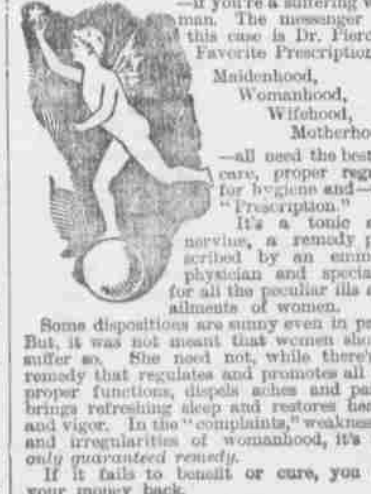 —if you're a suffering w
man. The messenger
this case is Dr. Pierc
Favorite Prescription
Maidenhood,
Womanhood,
Wifehood,
Motherho
—all need the best
care, proper regu
for hygiene and—
"Prescription."
It's a tonic a
nervine, a remedy p
scribed by an emin
physician and specia
for all the peculiar ills a
ailments of women.
Some dispositions are sunny even in pa
But, it was not meant that women sho
suffer so. She need not, while there's
remedy that regulates and promotes all
proper functions, dispels aches and pai
brings refreshing sleep and restores hea
and vigor. In the "complaints," weakness
and irregularities of womanhood, it's
only guaranteed remedy.
If it fails to benefit or cure, you
your money back.